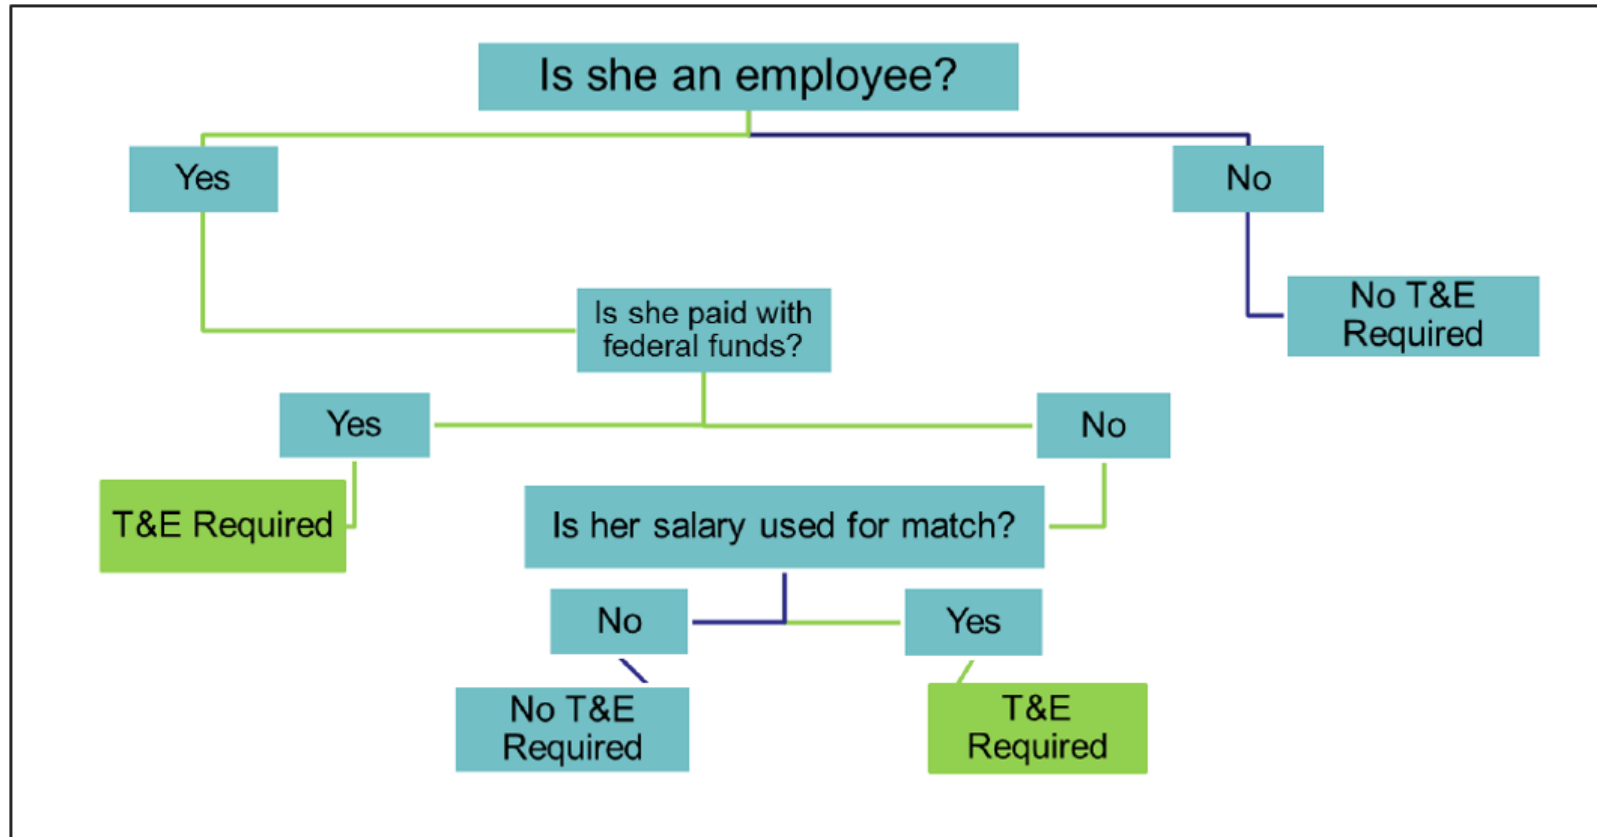 Is she an employee?
Yes
No
Is she paid with
federal funds?
No T&E
Required
Yes
No
T&E Required
Is her salary used for match?
No
Yes
No T&E
Required
T&E
Required